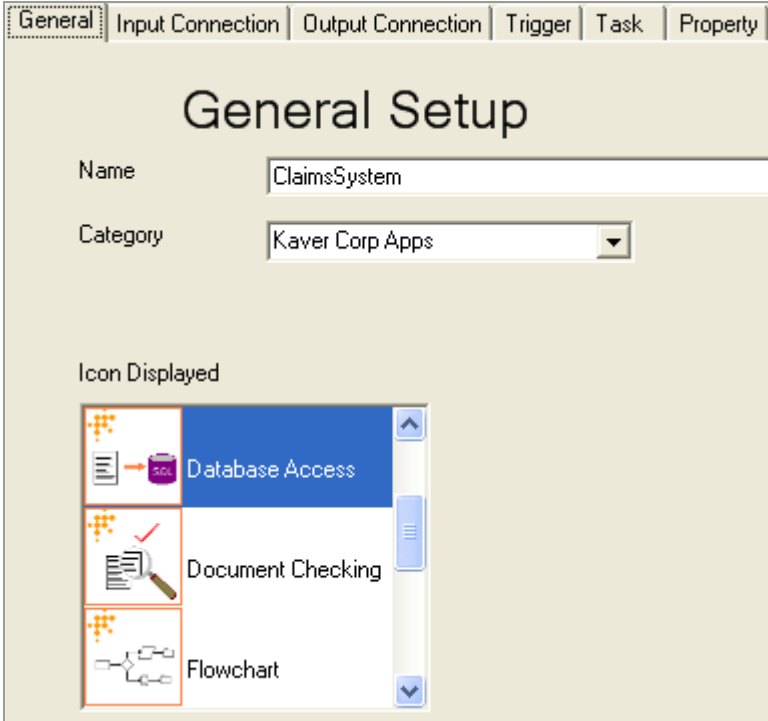 General Input Connection Output Connection Trigger Task Property
General Setup
Name ClaimsSystem
Category Kaver Corp Apps
Icon Displayed
SQL Database Access
Document Checking
Flowchart